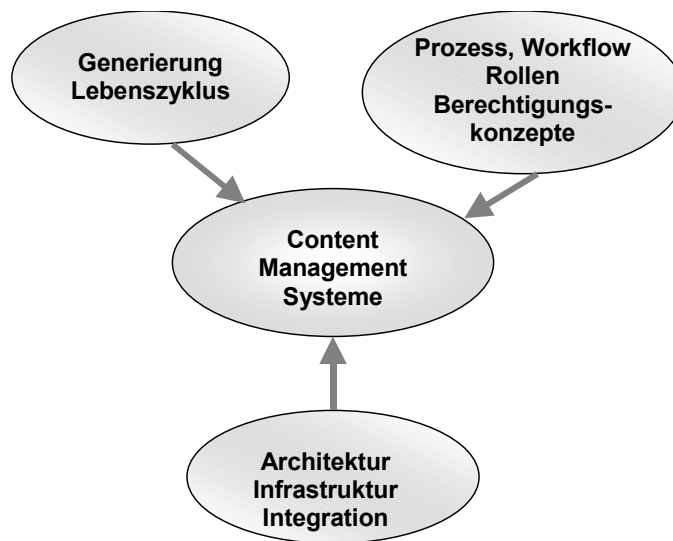 Generierung
Lebenszyklus
Prozess, Workflow
Rollen
Berechtigungs-
konzepte
Content
Management
Systeme
Architektur
Infrastruktur
Integration